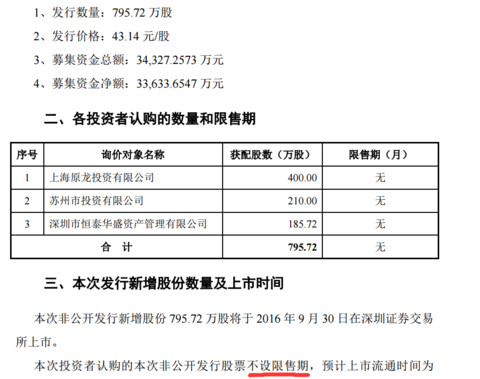 1、发行数量：795.72 万股
2、发行价格：43.14 元/股
3、募集资金总额：34,327.2573 万元
4、募集资金净额：33,633.6547 万元
二、各投资者认购的数量和限售期
序号 询价对象名称 获配股数（万股） 限售期（月）
1 上海原龙投资有限公司 400.00 无
2 苏州市投资有限公司 210.00 无
3 深圳市恒泰华盛资产管理有限公司 185.72 无
合 计 795.72 无
三、本次发行新增股份数量及上市时间
本次非公开发行新增股份 795.72 万股将于 2016 年 9 月 30 日在深圳证券交易
所上市。
本次投资者认购的本次非公开发行股票不设限售期，预计上市流通时间为